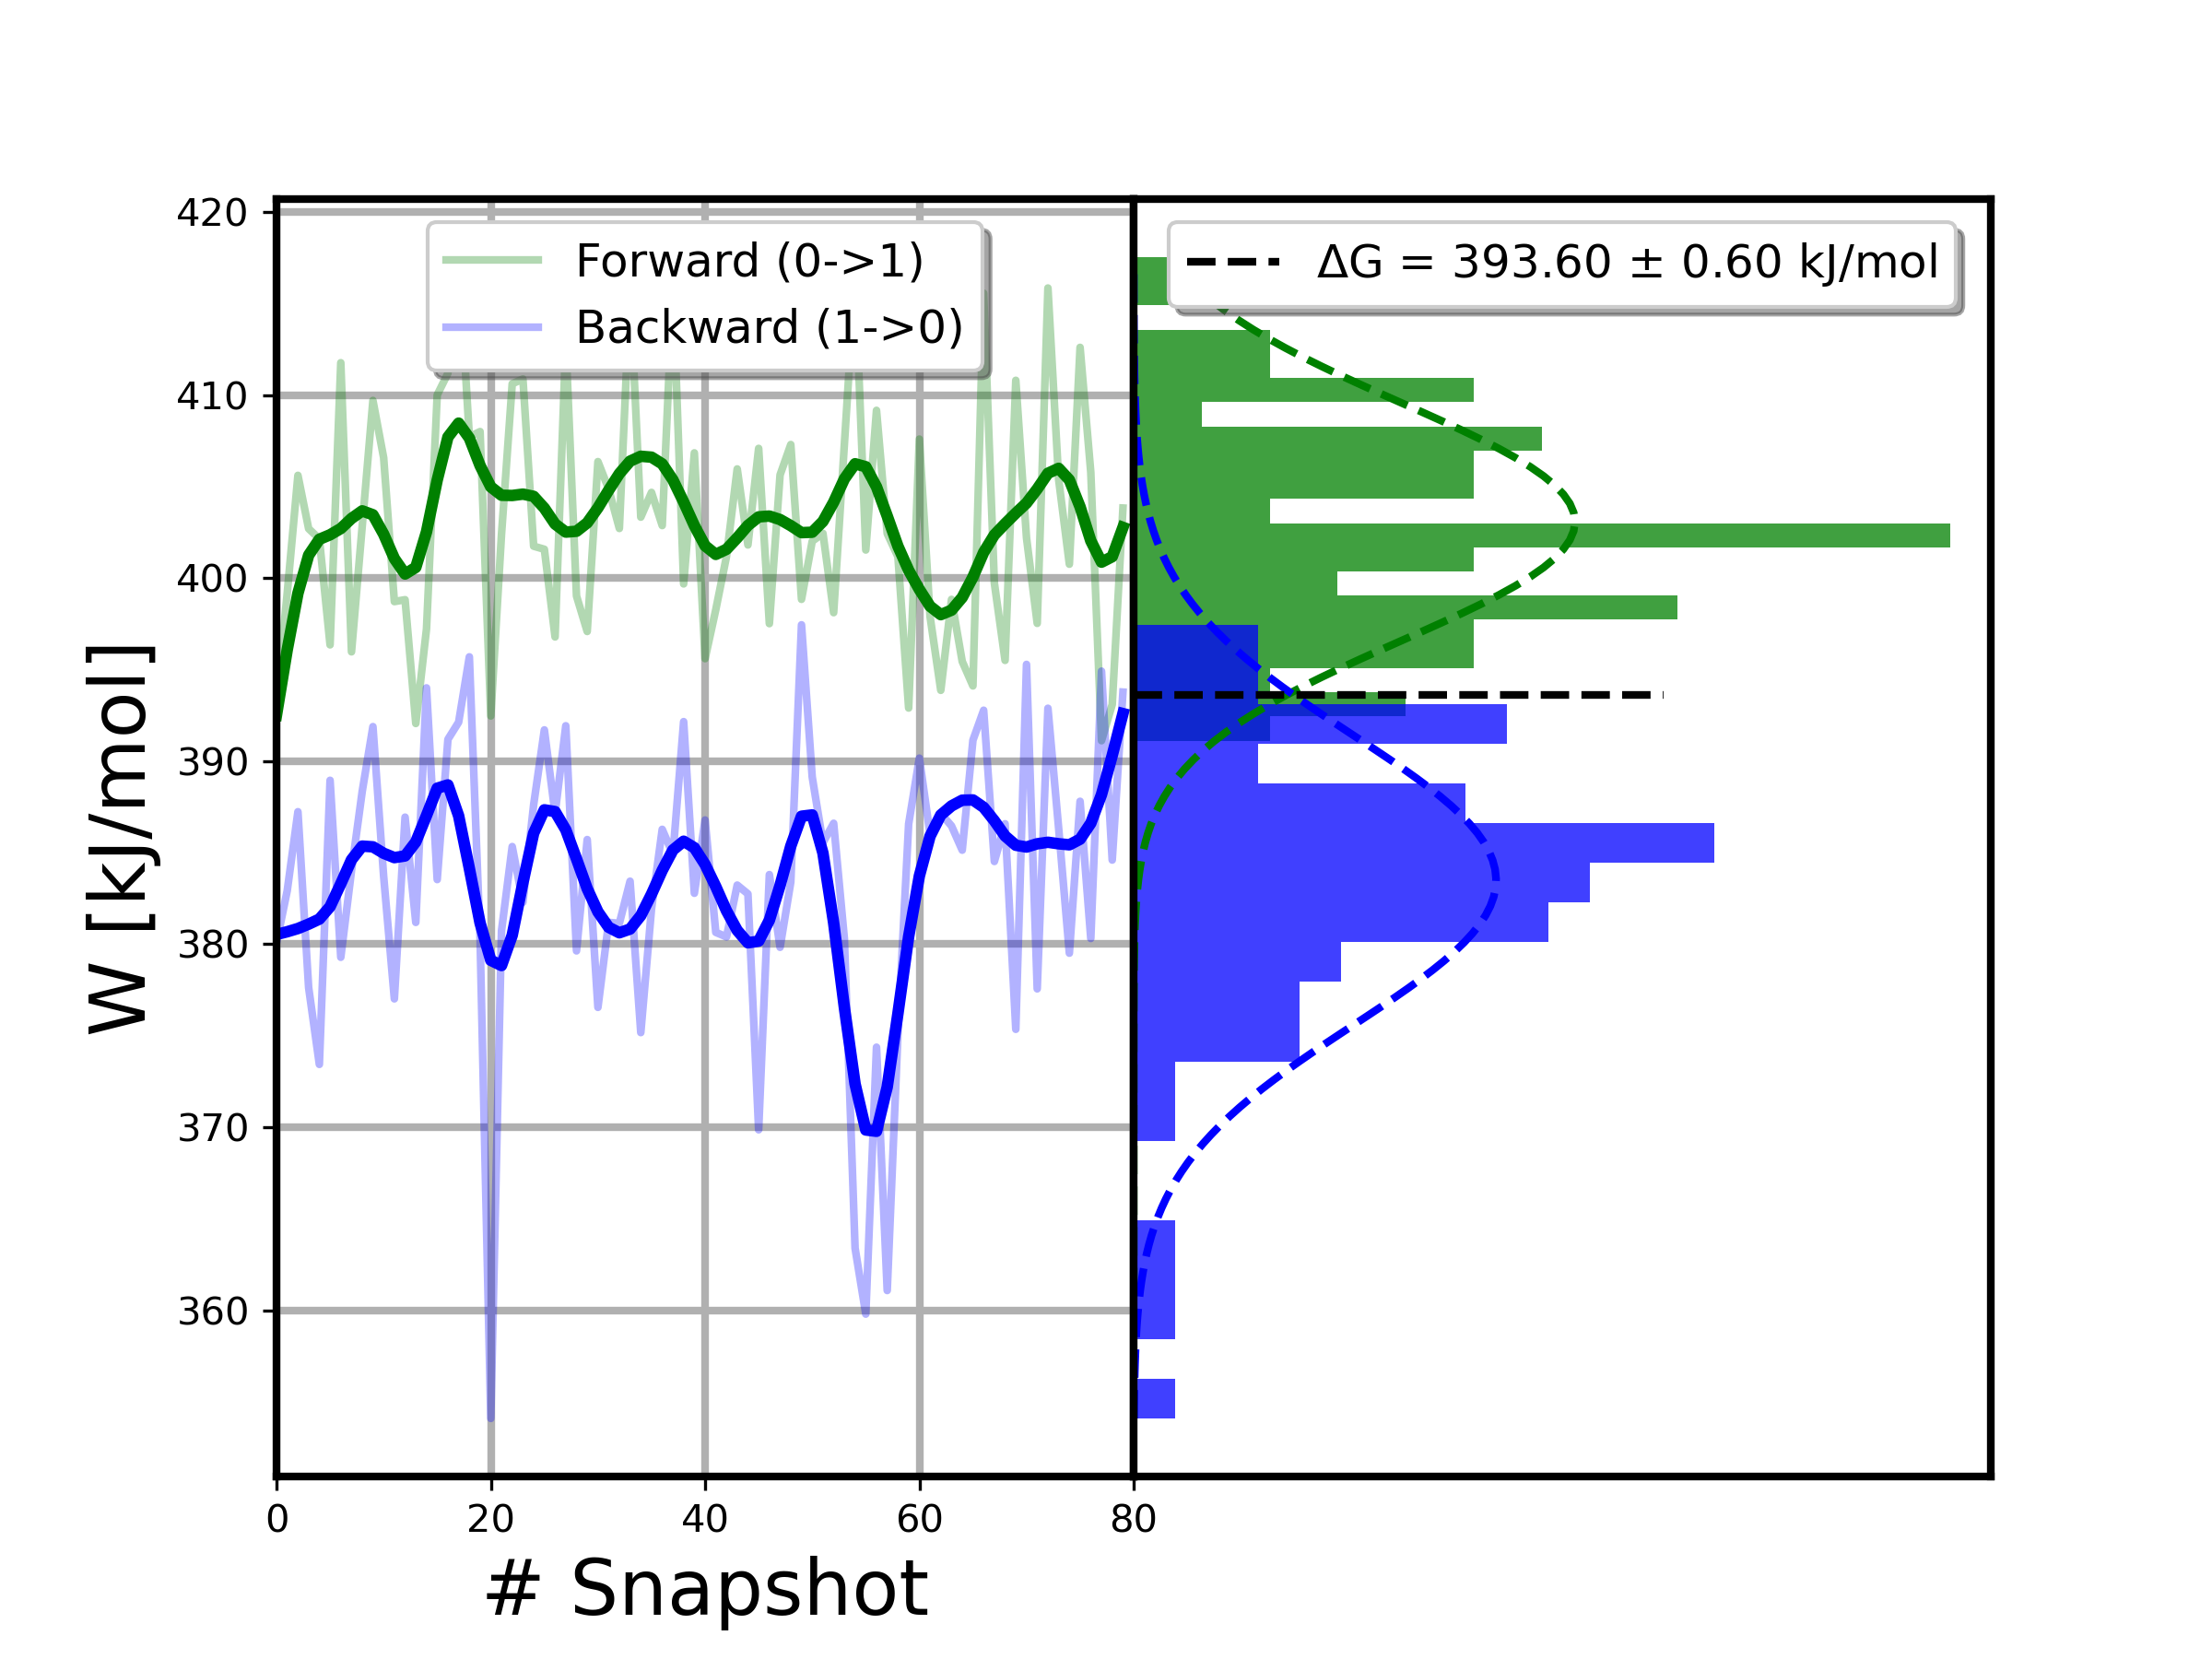 420
410
400
390
380
370
360
W [kJ/mol]
Forward (0->1)
Backward (1->0)
ΔG = 393.60 ± 0.60 kJ/mol
0 20 40 60 80
# Snapshot